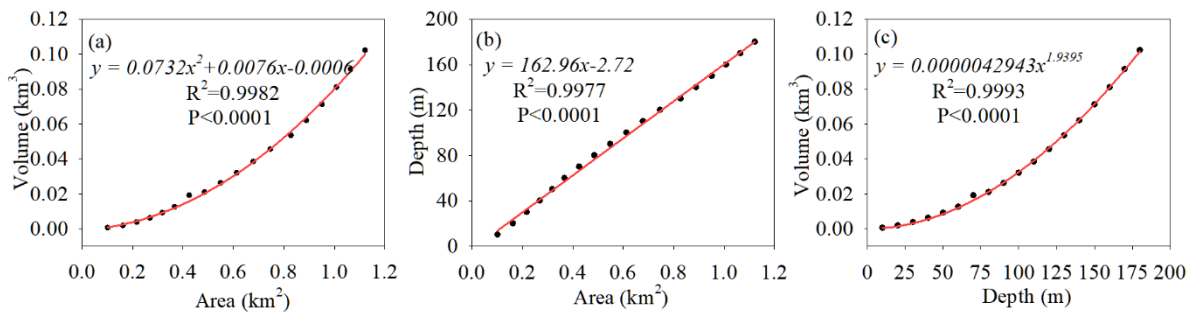 (a)
y = 0.0732x²+0.0076x-0.0006
R²=0.9982
P<0.0001
Volume (km³)
0.12
0.10
0.08
0.06
0.04
0.02
0.00
0.0 0.2 0.4 0.6 0.8 1.0 1.2
Area (km²)
(b)
y = 162.96x-2.72
R²=0.9977
P<0.0001
Depth (m)
200
160
120
80
40
0
0.0 0.2 0.4 0.6 0.8 1.0 1.2
Area (km²)
(c)
y = 0.0000042943x¹·⁹³⁹⁵
R²=0.9993
P<0.0001
Volume (km³)
0.12
0.10
0.08
0.06
0.04
0.02
0.00
0 25 50 75 100 125 150 175 200
Depth (m)